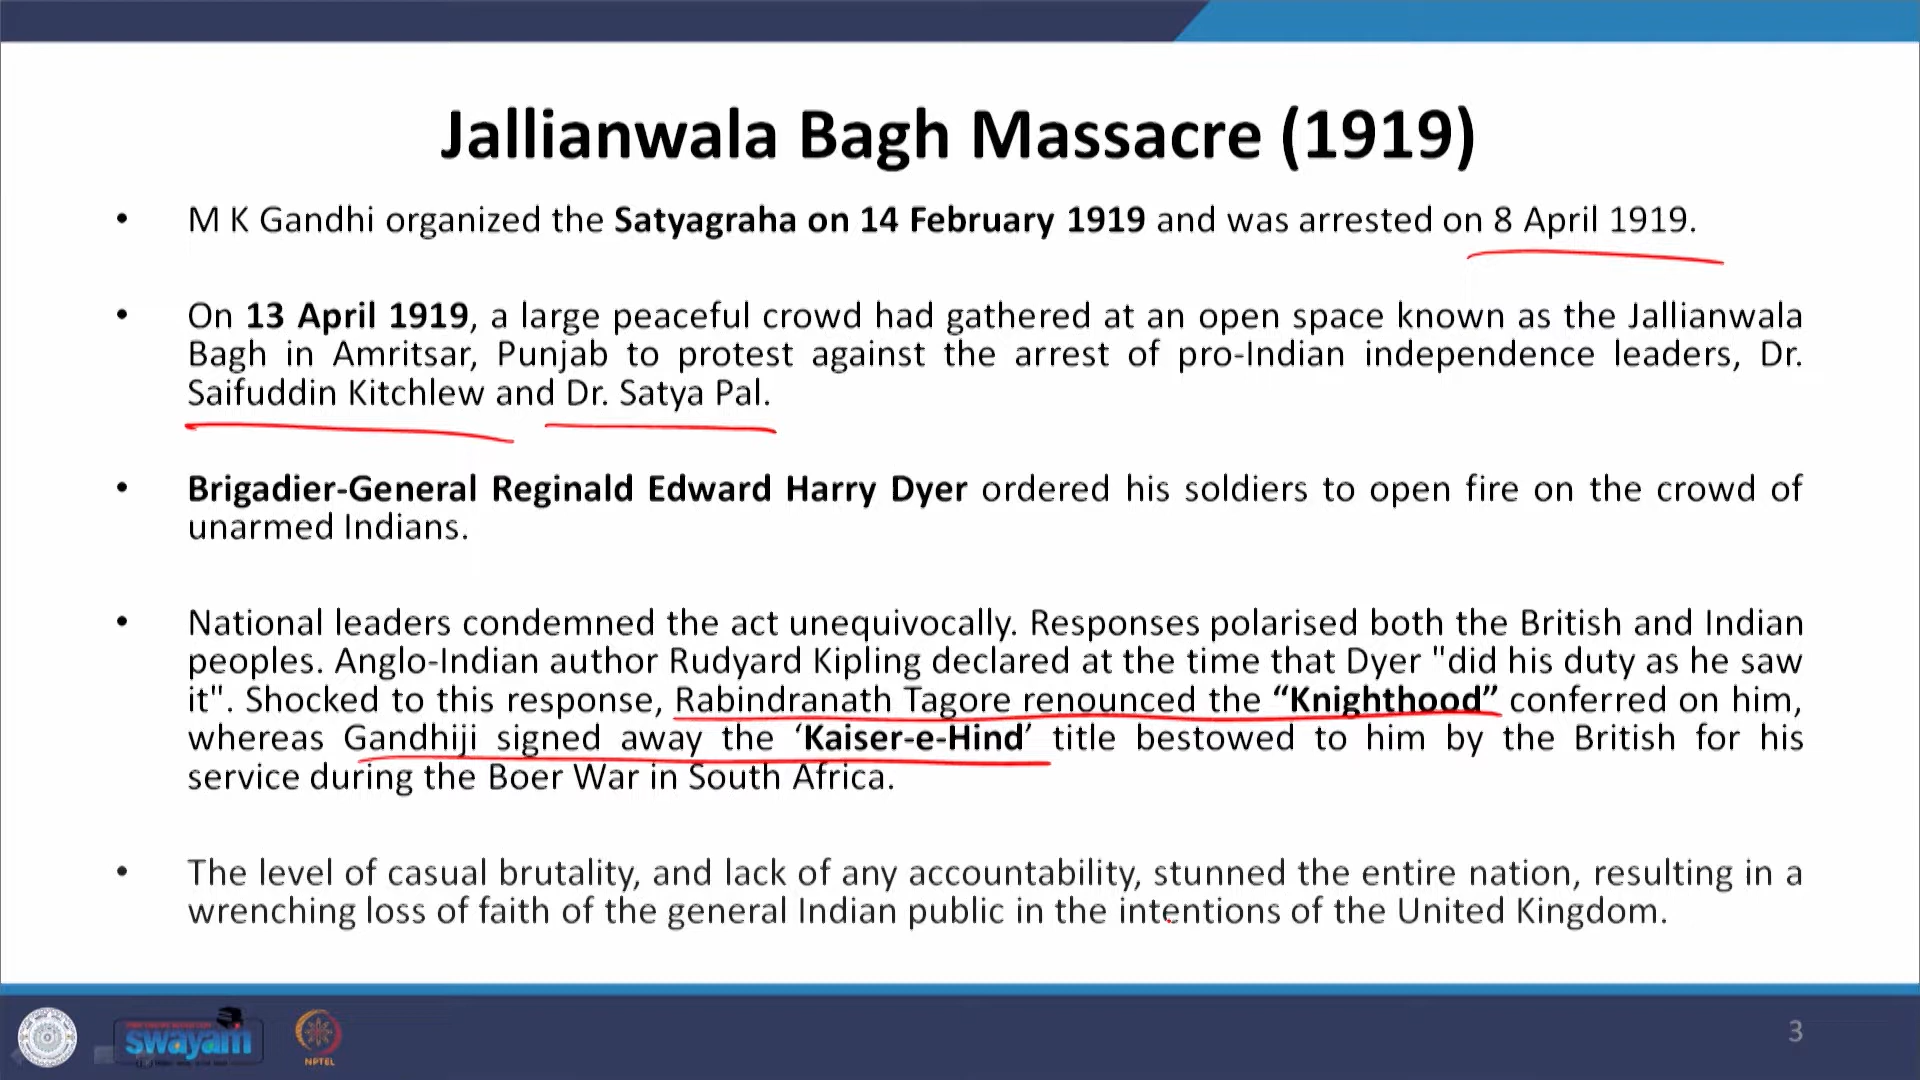 Jallianwala Bagh Massacre (1919)
• M K Gandhi organized the Satyagraha on 14 February 1919 and was arrested on 8 April 1919.
• On 13 April 1919, a large peaceful crowd had gathered at an open space known as the Jallianwala
Bagh in Amritsar, Punjab to protest against the arrest of pro-Indian independence leaders, Dr.
Saifuddin Kitchlew and Dr. Satya Pal.
• Brigadier-General Reginald Edward Harry Dyer ordered his soldiers to open fire on the crowd of
unarmed Indians.
• National leaders condemned the act unequivocally. Responses polarised both the British and Indian
peoples. Anglo-Indian author Rudyard Kipling declared at the time that Dyer "did his duty as he saw
it". Shocked to this response, Rabindranath Tagore renounced the “Knighthood” conferred on him,
whereas Gandhiji signed away the ‘Kaiser-e-Hind’ title bestowed to him by the British for his
service during the Boer War in South Africa.
• The level of casual brutality, and lack of any accountability, stunned the entire nation, resulting in a
wrenching loss of faith of the general Indian public in the intentions of the United Kingdom.
swayam
NPTEL
3